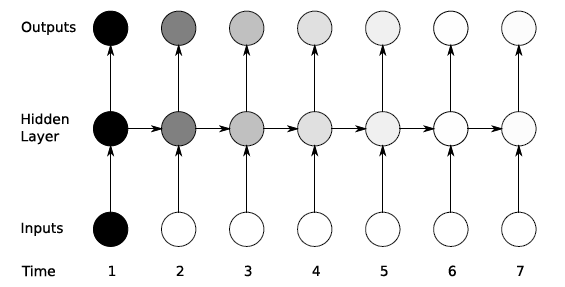 Outputs
Hidden
Layer
Inputs
Time 1 2 3 4 5 6 7